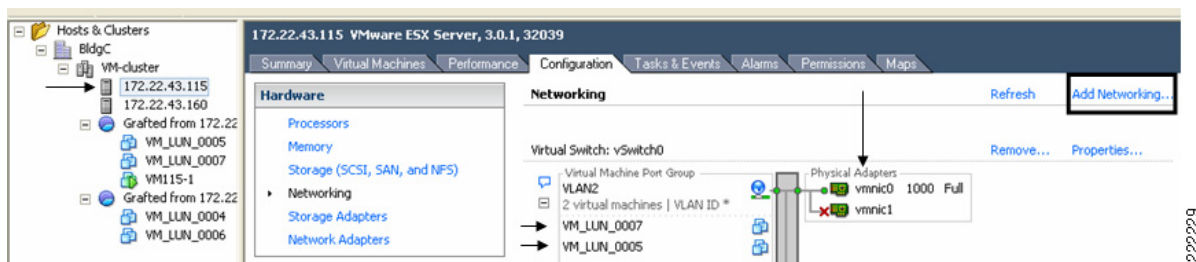 Hosts & Clusters
BldgC
VM-cluster
172.22.43.115
172.22.43.160
Grafted from 172.22
VM_LUN_0005
VM_LUN_0007
VM115-1
Grafted from 172.22
VM_LUN_0004
VM_LUN_0006
172.22.43.115 VMware ESX Server, 3.0.1, 32039
Summary Virtual Machines Performance Configuration Tasks & Events Alarms Permissions Maps
Hardware
Processors
Memory
Storage (SCSI, SAN, and NFS)
Networking
Storage Adapters
Network Adapters
Networking Refresh Add Networking...
Virtual Switch: vSwitch0 Remove... Properties...
Virtual Machine Port Group
VLAN2
2 virtual machines | VLAN ID *
VM_LUN_0007
VM_LUN_0005
Physical Adapters
vmnic0 1000 Full
vmnic1
222229